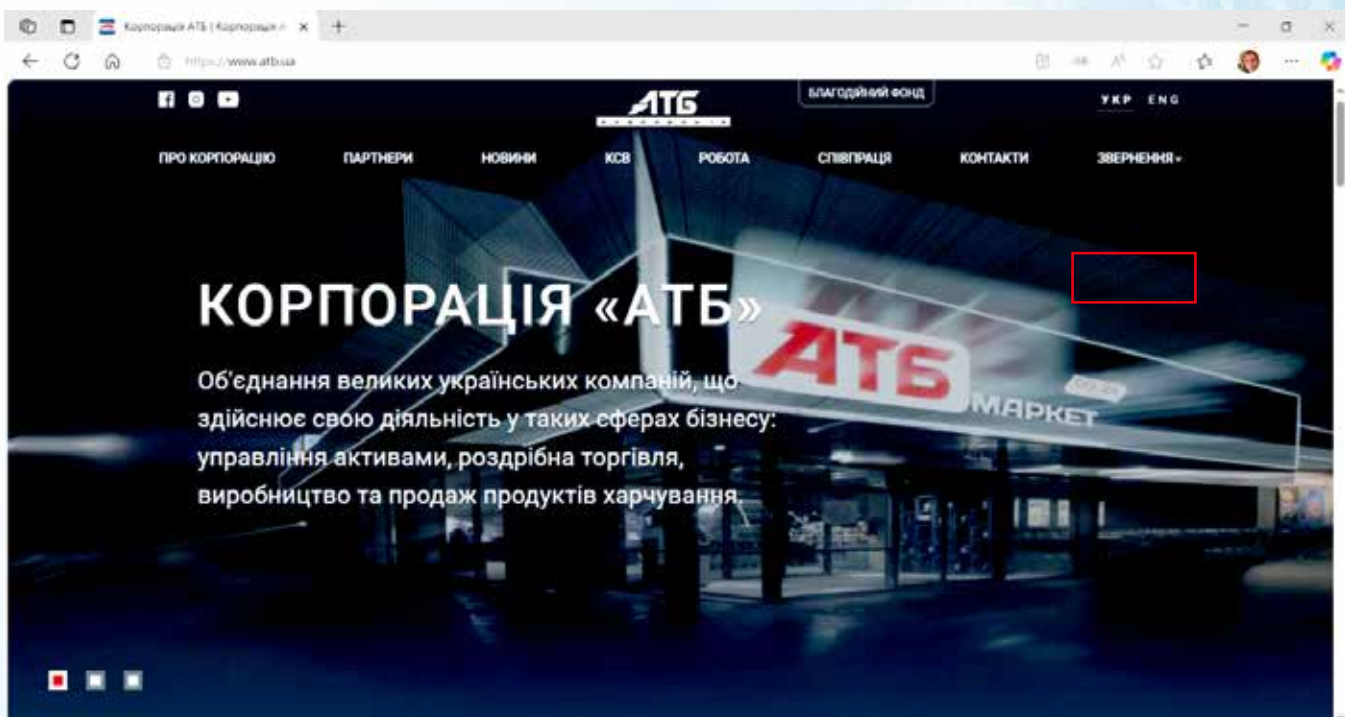 Корпорація АТБ | Корпорація А
https://www.atb.ua
АТБ
КОРПОРАЦІЯ
БЛАГОДІЙНИЙ ФОНД
УКР ENG
ПРО КОРПОРАЦІЮ ПАРТНЕРИ НОВИНИ КСВ РОБОТА СПІВПРАЦЯ КОНТАКТИ ЗВЕРНЕННЯ
КОРПОРАЦІЯ «АТБ»
Об'єднання великих українських компаній, що
здійснює свою діяльність у таких сферах бізнесу:
управління активами, роздрібна торгівля,
виробництво та продаж продуктів харчування.
АТБ
МАРКЕТ